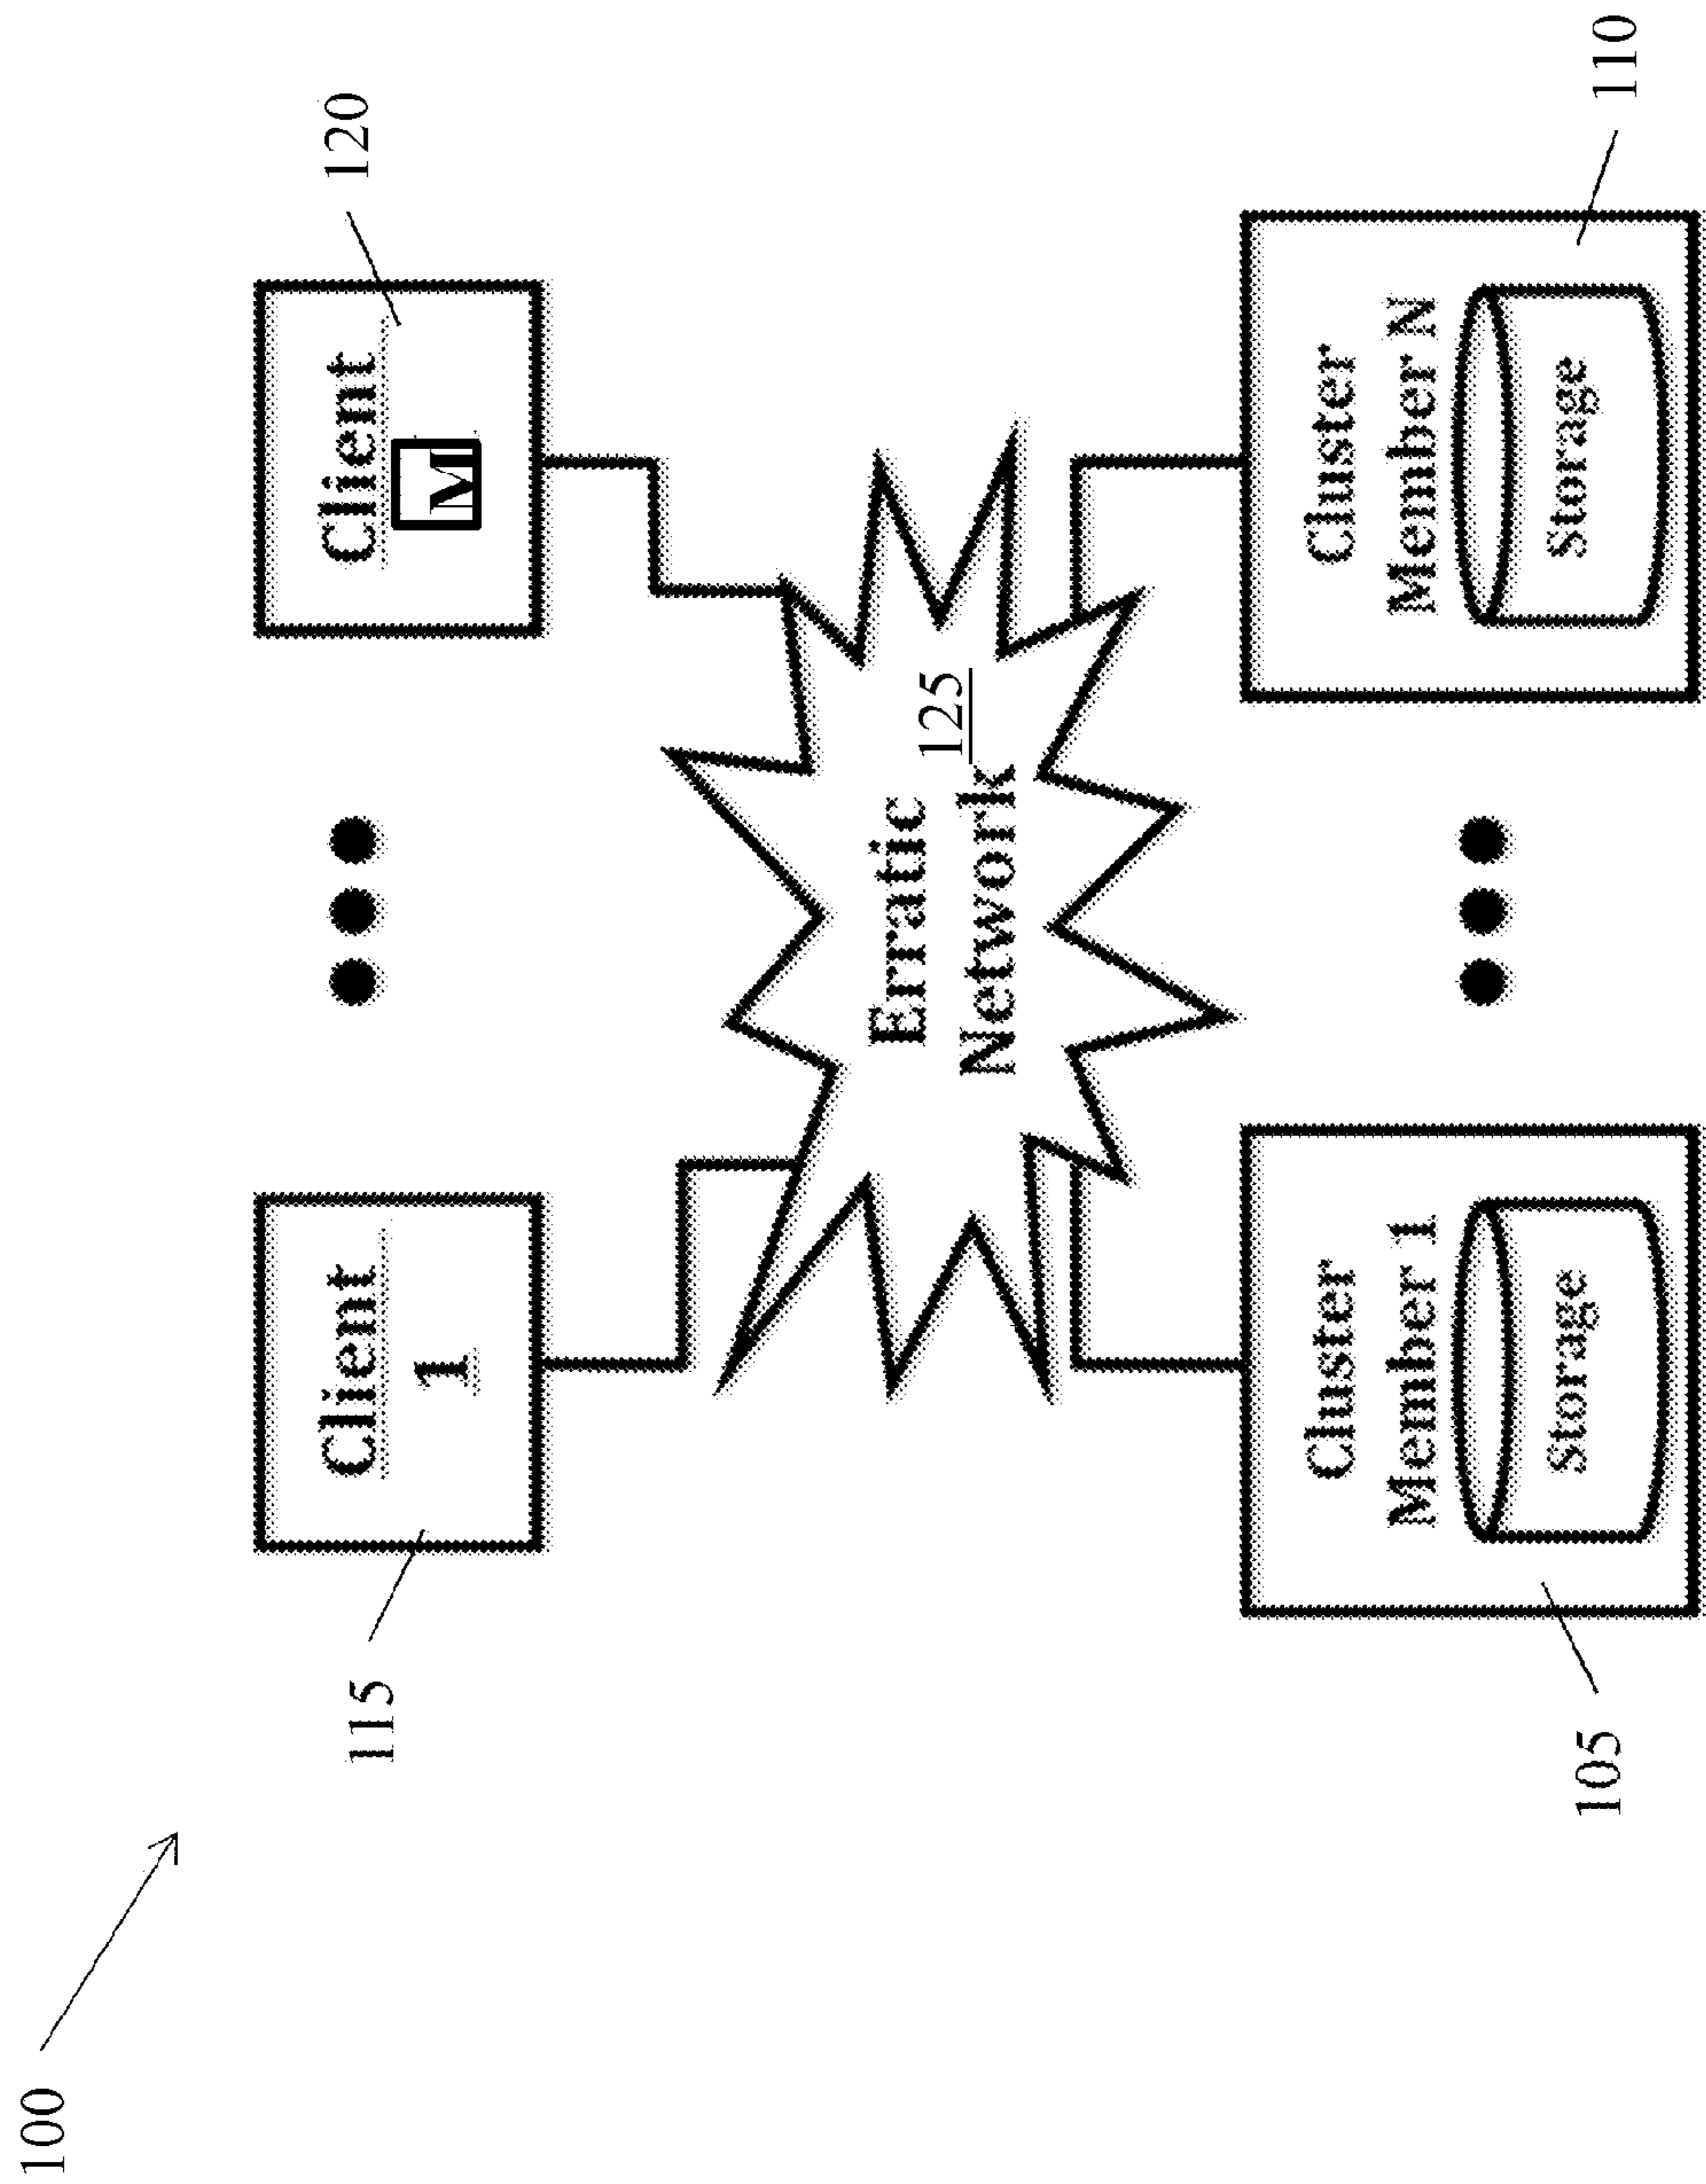 100
115
Client
1
Client
M
120
Erratic
125
Network
105
Cluster
Member 1
Storage
Cluster
Member N
Storage
110